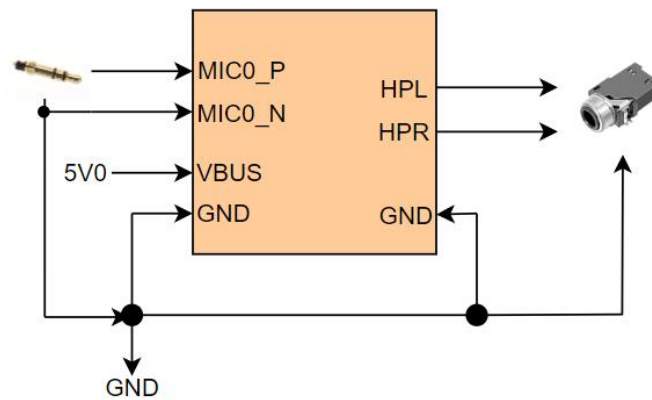 MIC0_P
HPL
MIC0_N
HPR
5V0
VBUS
GND
GND
GND